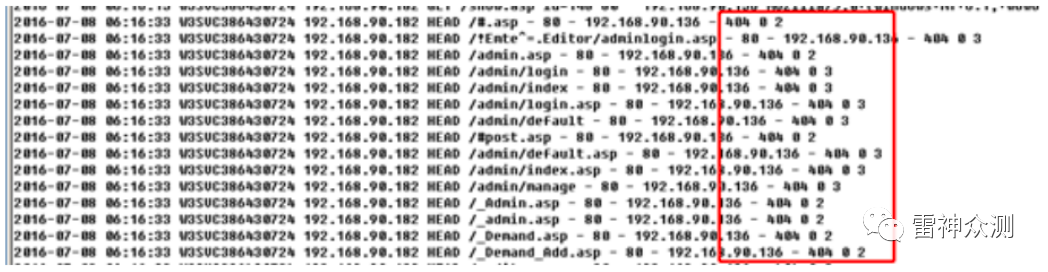 2016-07-08 06:16:33 W3SVC386430724 192.168.90.182 HEAD /#.asp - 80 - 192.168.90.136 - 404 0 2
2016-07-08 06:16:33 W3SVC386430724 192.168.90.182 HEAD /!Emte^=.Editor/adminlogin.asp - 80 - 192.168.90.136 - 404 0 3
2016-07-08 06:16:33 W3SVC386430724 192.168.90.182 HEAD /admin.asp - 80 - 192.168.90.136 - 404 0 2
2016-07-08 06:16:33 W3SVC386430724 192.168.90.182 HEAD /admin/login - 80 - 192.168.90.136 - 404 0 3
2016-07-08 06:16:33 W3SVC386430724 192.168.90.182 HEAD /admin/index - 80 - 192.168.90.136 - 404 0 3
2016-07-08 06:16:33 W3SVC386430724 192.168.90.182 HEAD /admin/login.asp - 80 - 192.168.90.136 - 404 0 3
2016-07-08 06:16:33 W3SVC386430724 192.168.90.182 HEAD /admin/default - 80 - 192.168.90.136 - 404 0 3
2016-07-08 06:16:33 W3SVC386430724 192.168.90.182 HEAD /#post.asp - 80 - 192.168.90.136 - 404 0 2
2016-07-08 06:16:33 W3SVC386430724 192.168.90.182 HEAD /admin/default.asp - 80 - 192.168.90.136 - 404 0 3
2016-07-08 06:16:33 W3SVC386430724 192.168.90.182 HEAD /admin/index.asp - 80 - 192.168.90.136 - 404 0 3
2016-07-08 06:16:33 W3SVC386430724 192.168.90.182 HEAD /admin/manage - 80 - 192.168.90.136 - 404 0 3
2016-07-08 06:16:33 W3SVC386430724 192.168.90.182 HEAD /_Admin.asp - 80 - 192.168.90.136 - 404 0 2
2016-07-08 06:16:33 W3SVC386430724 192.168.90.182 HEAD /_admin.asp - 80 - 192.168.90.136 - 404 0 2
2016-07-08 06:16:33 W3SVC386430724 192.168.90.182 HEAD /_Demand.asp - 80 - 192.168.90.136 - 404 0 2
2016-07-08 06:16:33 W3SVC386430724 192.168.90.182 HEAD /_Demand_Add.asp - 80 - 192.168.90.136 - 404 0 2
雷神众测